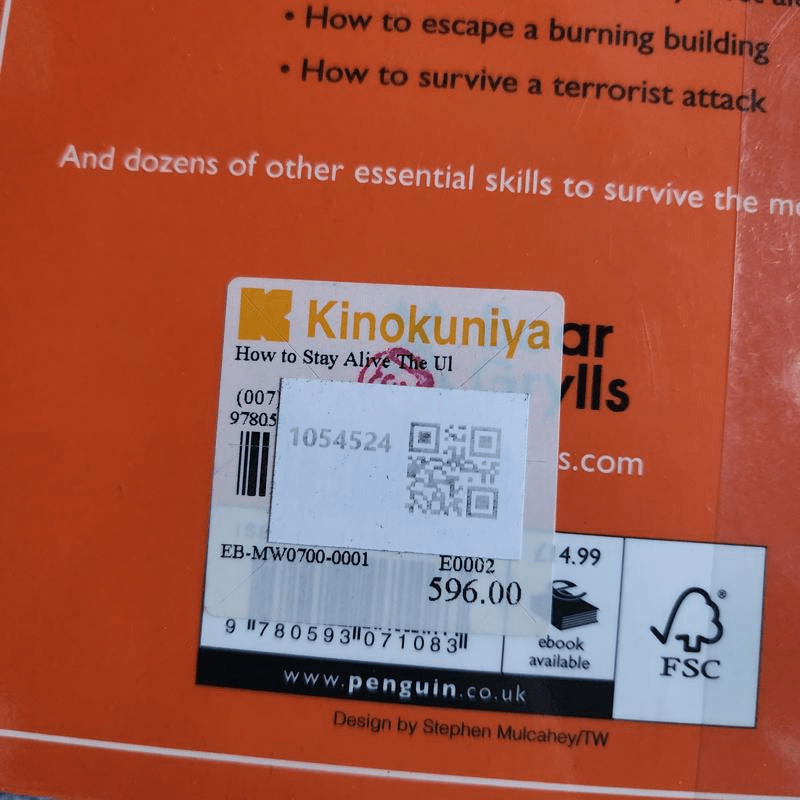 • How to escape a burning building
• How to survive a terrorist attack
And dozens of other essential skills to survive the
Kinokuniya
How to Stay Alive The Ul
(007)
97805
1054524
s.com
EB-MW0700-0001
E0002
4.99
596.00
9 780593 071083
ebook
available
FSC
www.penguin.co.uk
Design by Stephen Mulcahey/TW